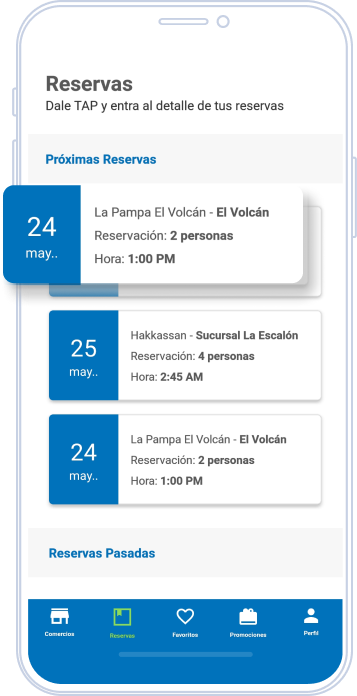 Reservas
Dale TAP y entra al detalle de tus reservas
Próximas Reservas
24
may..
La Pampa El Volcán - El Volcán
Reservación: 2 personas
Hora: 1:00 PM
25
may..
Hakkassan - Sucursal La Escalón
Reservación: 4 personas
Hora: 2:45 AM
24
may..
La Pampa El Volcán - El Volcán
Reservación: 2 personas
Hora: 1:00 PM
Reservas Pasadas
Comercios
Reservas
Favoritos
Promociones
Perfil